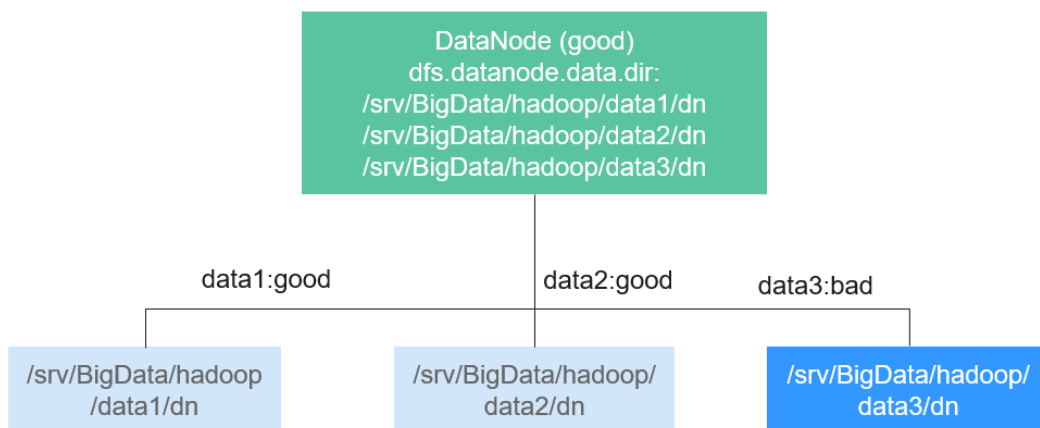 DataNode (good)
dfs.datanode.data.dir:
/srv/BigData/hadoop/data1/dn
/srv/BigData/hadoop/data2/dn
/srv/BigData/hadoop/data3/dn
data1:good
data2:good
data3:bad
/srv/BigData/hadoop
/data1/dn
/srv/BigData/hadoop/
data2/dn
/srv/BigData/hadoop/
data3/dn